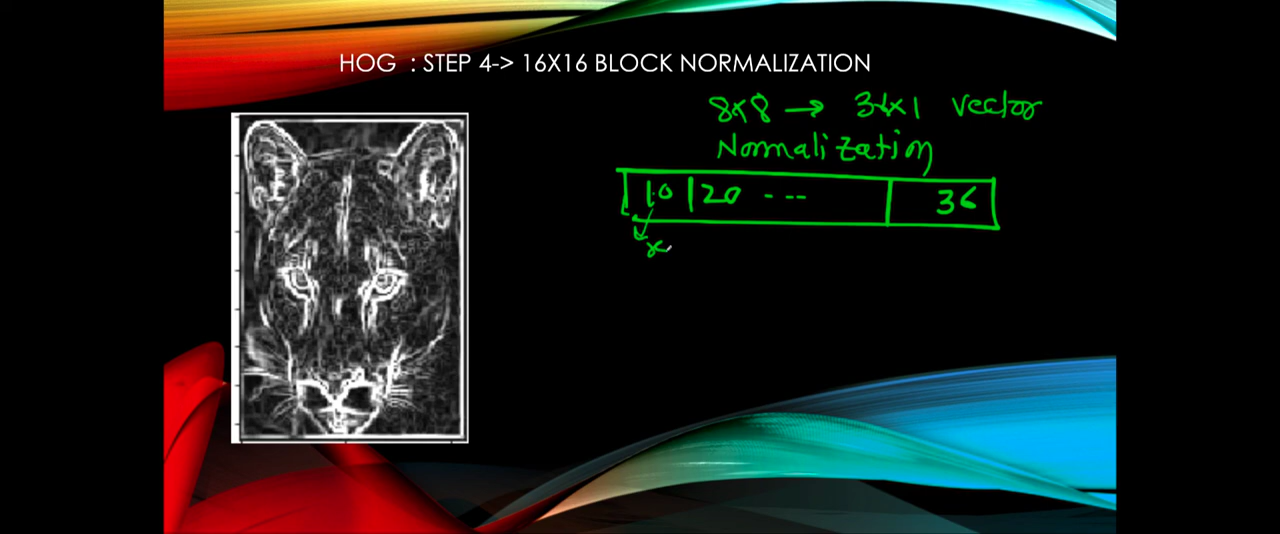 HOG : STEP 4-> 16X16 BLOCK NORMALIZATION
8x8 → 36x1 vector
Normalization
10 | 20 --- 36
x